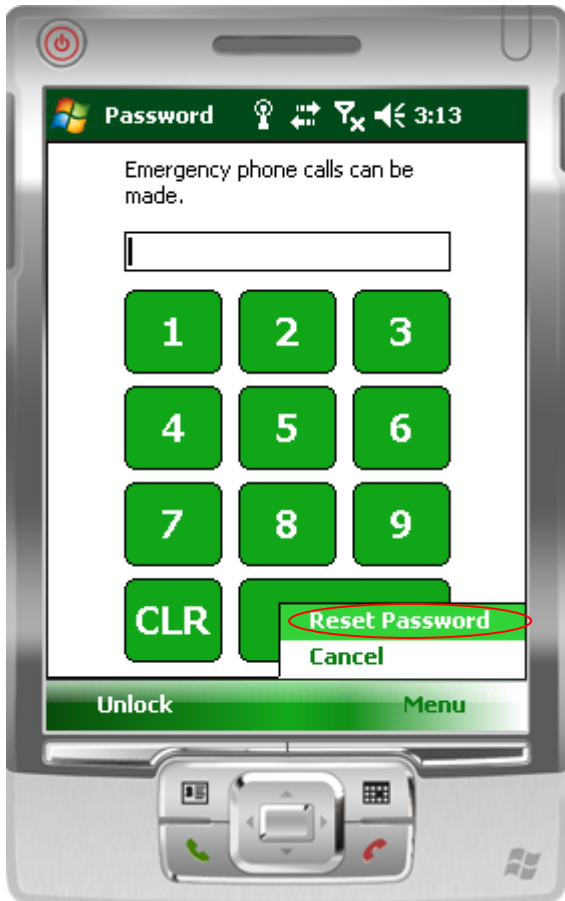 Password 3:13
Emergency phone calls can be
made.
1 2 3
4 5 6
7 8 9
CLR
Reset Password
Cancel
Unlock Menu